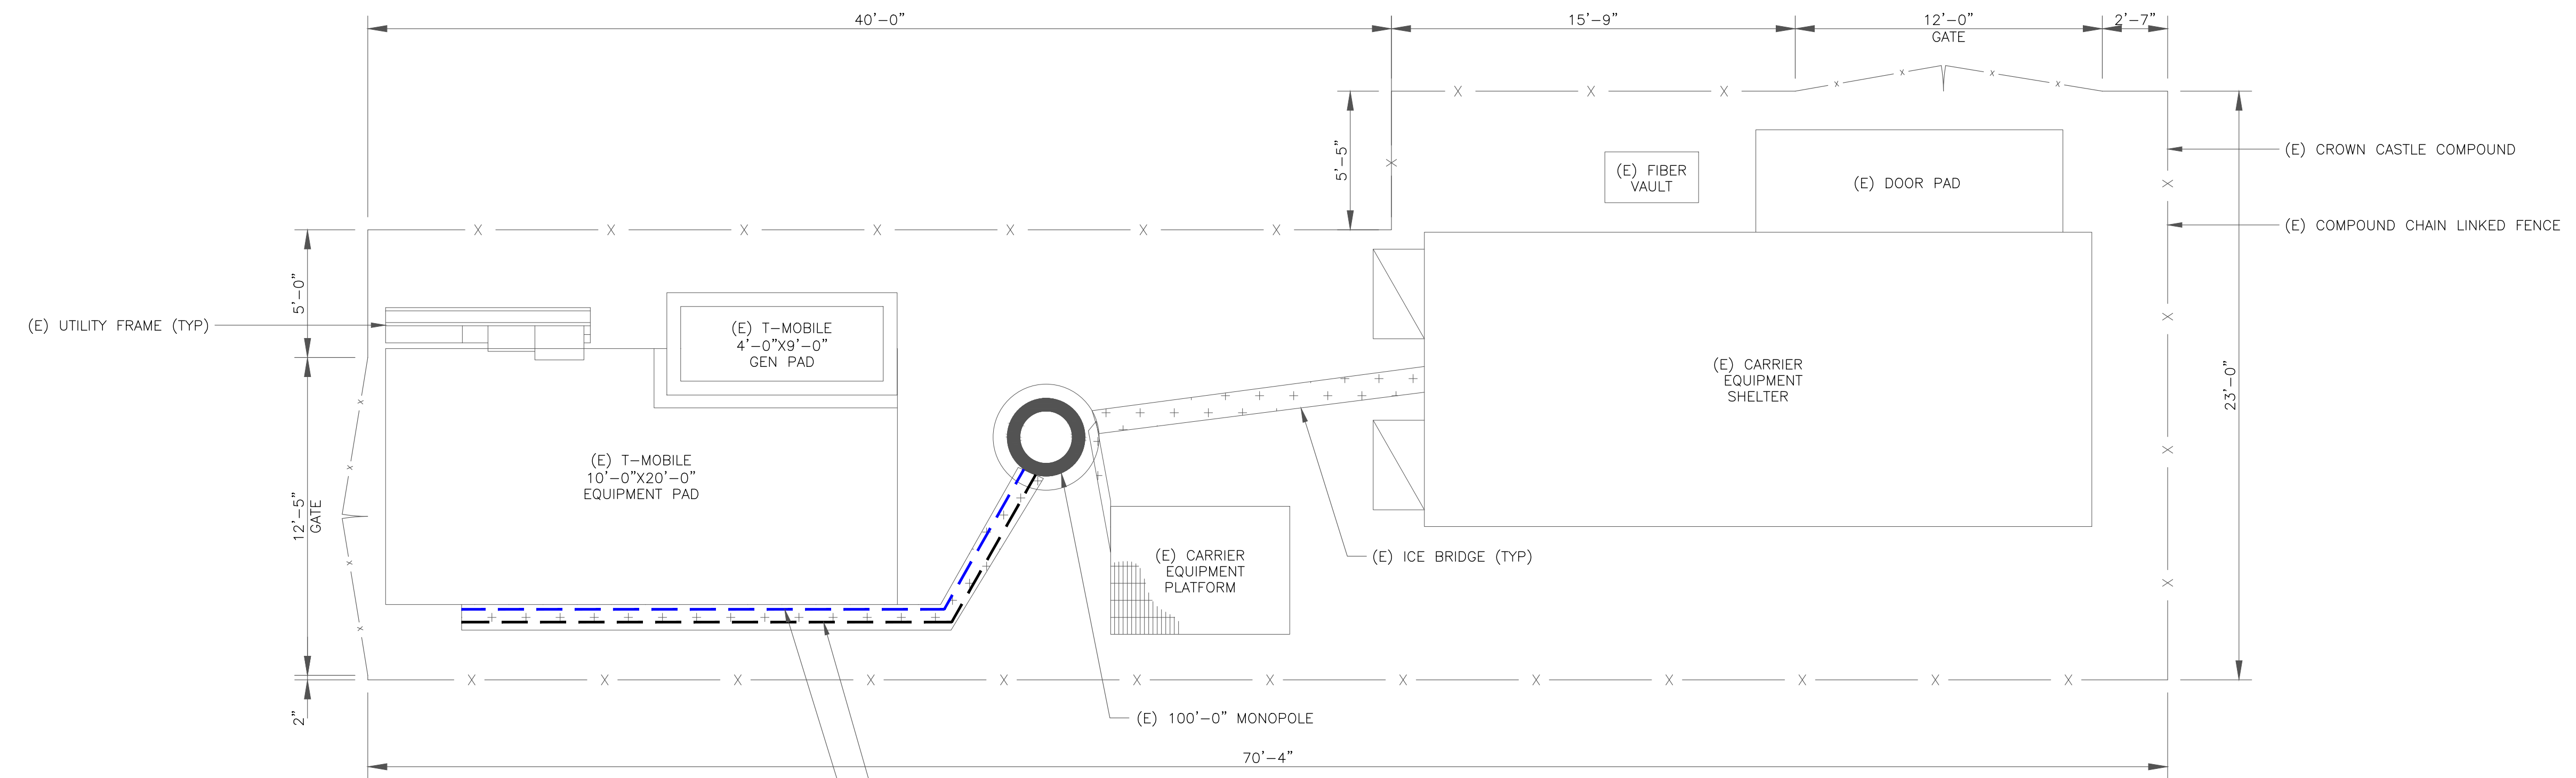 40'-0"
15'-9"
12'-0"
GATE
2'-7"
5'-5"
(E) FIBER
VAULT
(E) DOOR PAD
(E) CROWN CASTLE COMPOUND
(E) COMPOUND CHAIN LINKED FENCE
5'-0"
(E) UTILITY FRAME (TYP)
(E) T-MOBILE
4'-0"X9'-0"
GEN PAD
(E) CARRIER
EQUIPMENT
SHELTER
23'-0"
(E) T-MOBILE
10'-0"X20'-0"
EQUIPMENT PAD
12'-5"
GATE
(E) CARRIER
EQUIPMENT
PLATFORM
(E) ICE BRIDGE (TYP)
2"
(E) 100'-0" MONOPOLE
70'-4"